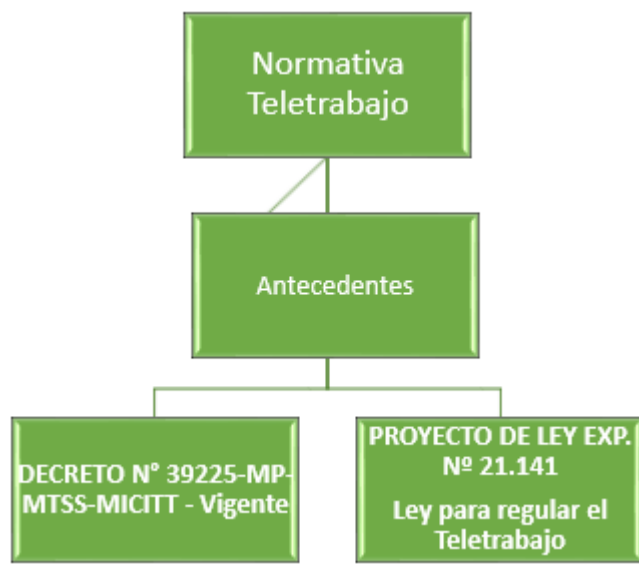 Normativa
Teletrabajo
Antecedentes
DECRETO N° 39225-MP-
MTSS-MICITT - Vigente
PROYECTO DE LEY EXP.
Nº 21.141
Ley para regular el
Teletrabajo